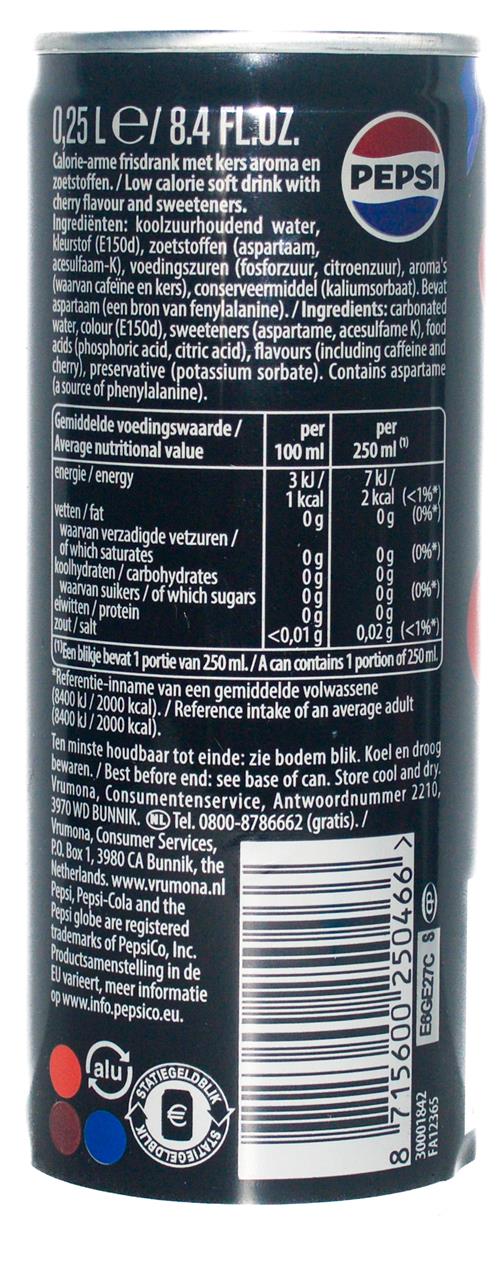 0,25 L ℮/ 8.4 FL.OZ.
PEPSI
Calorie-arme frisdrank met kers aroma en
zoetstoffen. / Low calorie soft drink with
cherry flavour and sweeteners.
Ingrediënten: koolzuurhoudend water,
kleurstof (E150d), zoetstoffen (aspartaam,
acesulfaam-K), voedingszuren (fosforzuur, citroenzuur), aroma's
(waarvan cafeïne en kers), conserveermiddel (kaliumsorbaat). Bevat
aspartaam (een bron van fenylalanine). / Ingredients: carbonated
water, colour (E150d), sweeteners (aspartame, acesulfame K), food
acids (phosphoric acid, citric acid), flavours (including caffeine and
cherry), preservative (potassium sorbate). Contains aspartame
(a source of phenylalanine).
Gemiddelde voedingswaarde / per per
Average nutritional value 100 ml 250 ml (1)
energie / energy 3 kJ / 7 kJ /
1 kcal 2 kcal (<1%*)
vetten / fat 0 g 0 g (0%*)
waarvan verzadigde vetzuren /
of which saturates 0 g 0 g (0%*)
koolhydraten / carbohydrates 0 g 0 g
waarvan suikers / of which sugars 0 g 0 g (0%*)
eiwitten / protein 0 g 0 g
zout / salt <0,01 g 0,02 g (<1%*)
(1)Een blikje bevat 1 portie van 250 ml. / A can contains 1 portion of 250 ml.
*Referentie-inname van een gemiddelde volwassene
(8400 kJ / 2000 kcal). / Reference intake of an average adult
(8400 kJ / 2000 kcal).
Ten minste houdbaar tot einde: zie bodem blik. Koel en droog
bewaren. / Best before end: see base of can. Store cool and dry.
Vrumona, Consumentenservice, Antwoordnummer 2210,
3970 WD BUNNIK. NL Tel. 0800-8786662 (gratis). /
Vrumona, Consumer Services,
P.O. Box 1, 3980 CA Bunnik, the
Netherlands. www.vrumona.nl
Pepsi, Pepsi-Cola and the
Pepsi globe are registered
trademarks of PepsiCo, Inc.
Productsamenstelling in de
EU varieert, meer informatie
op www.info.pepsico.eu.
alu
STATIEGELDBLIK
€
STATIEGELDBLIK
8 715600 250466 >
E8GE27C S
30001842
FA12365